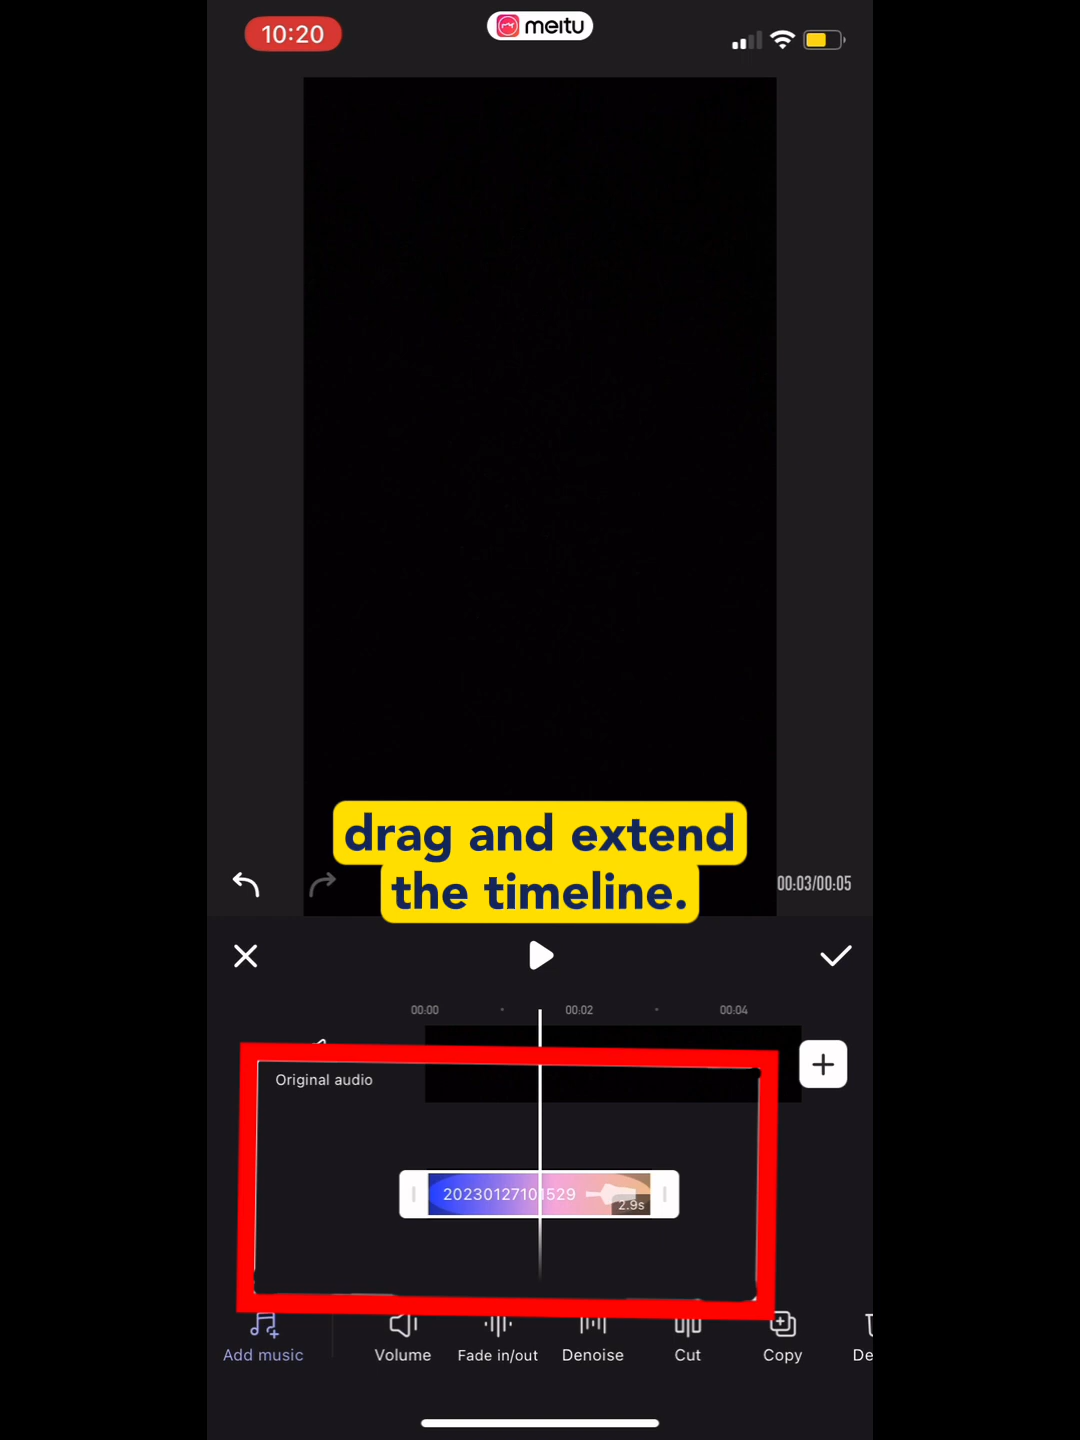 10:20
meitu
drag and extend
the timeline.
00:03/00:05
00:00
00:02
00:04
Original audio
20230127101529
2.9s
Add music
Volume
Fade in/out
Denoise
Cut
Copy
De